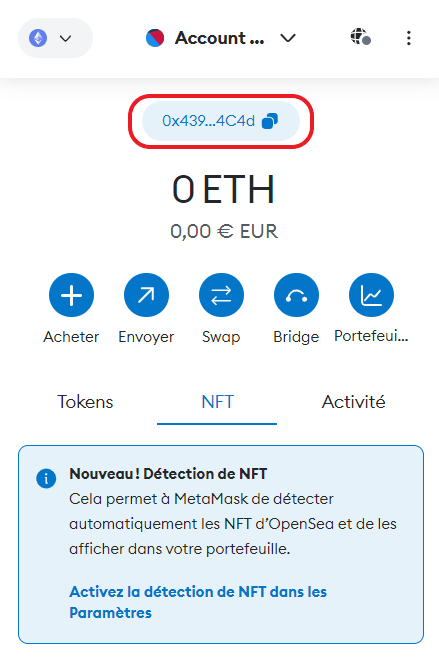 Account ...
0x439...4C4d
0 ETH
0,00 € EUR
Acheter Envoyer Swap Bridge Portefeui...
Tokens NFT Activité
Nouveau! Détection de NFT
Cela permet à MetaMask de détecter
automatiquement les NFT d’OpenSea et de les
afficher dans votre portefeuille.
Activez la détection de NFT dans les
Paramètres